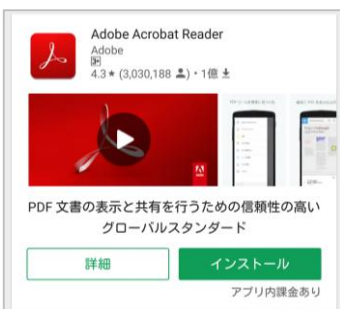 Adobe Acrobat Reader
Adobe
3+
4.3★ (3,030,188 ) • 1億
PDF 文書の表示と共有を行うための信頼性の高い
グローバルスタンダード
詳細
インストール
アプリ内課金あり